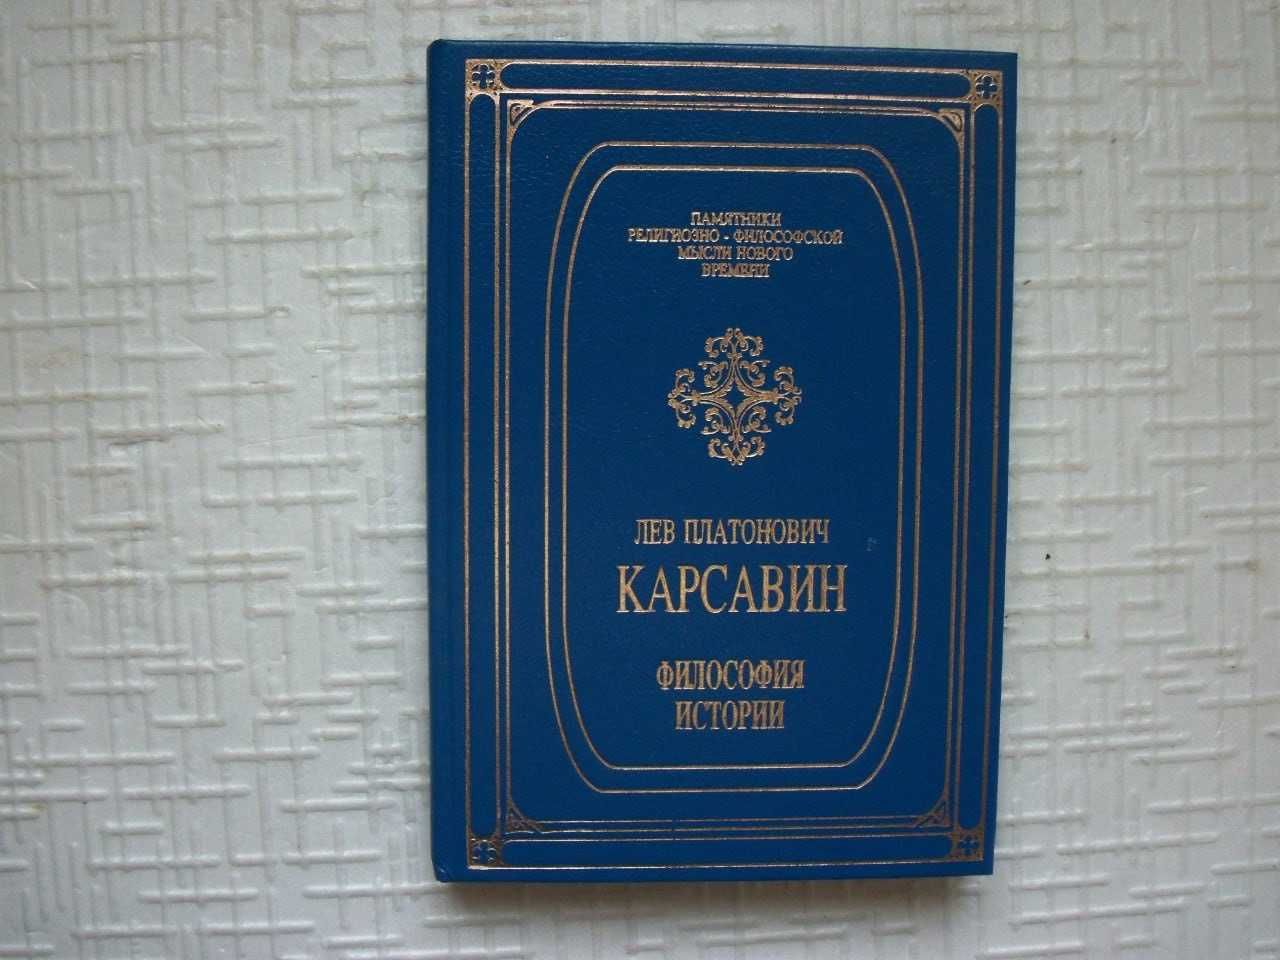 ПАМЯТНИКИ
РЕЛИГИОЗНО - ФИЛОСОФСКОЙ
МЫСЛИ НОВОГО
ВРЕМЕНИ
ЛЕВ ПЛАТОНОВИЧ
КАРСАВИН
ФИЛОСОФИЯ
ИСТОРИИ